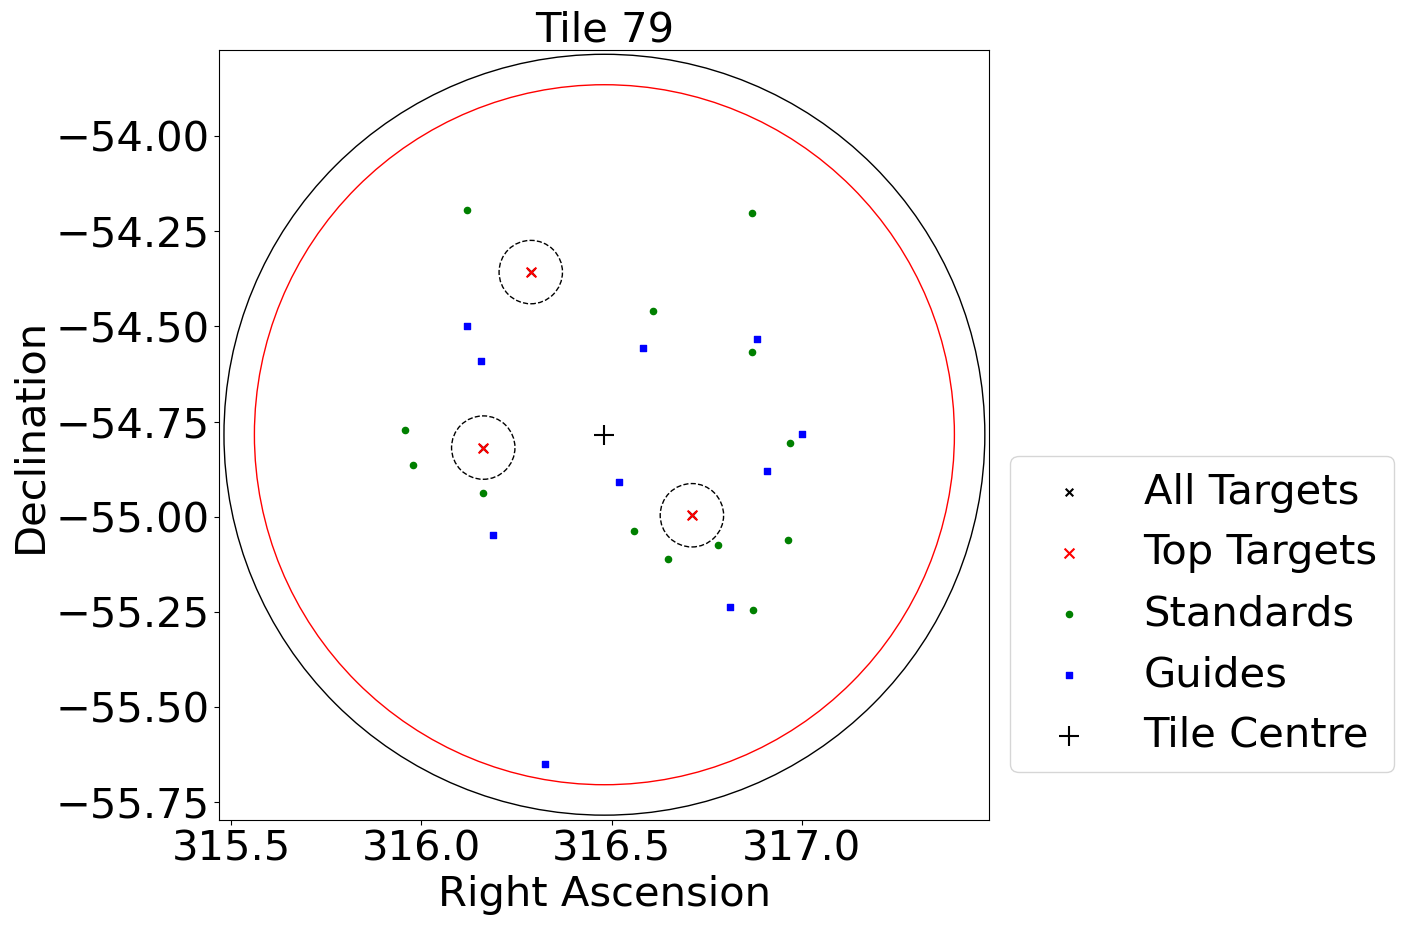 Tile 79
Declination
−54.00
−54.25
−54.50
−54.75
−55.00
−55.25
−55.50
−55.75
315.5 316.0 316.5 317.0
Right Ascension
All Targets
Top Targets
Standards
Guides
Tile Centre